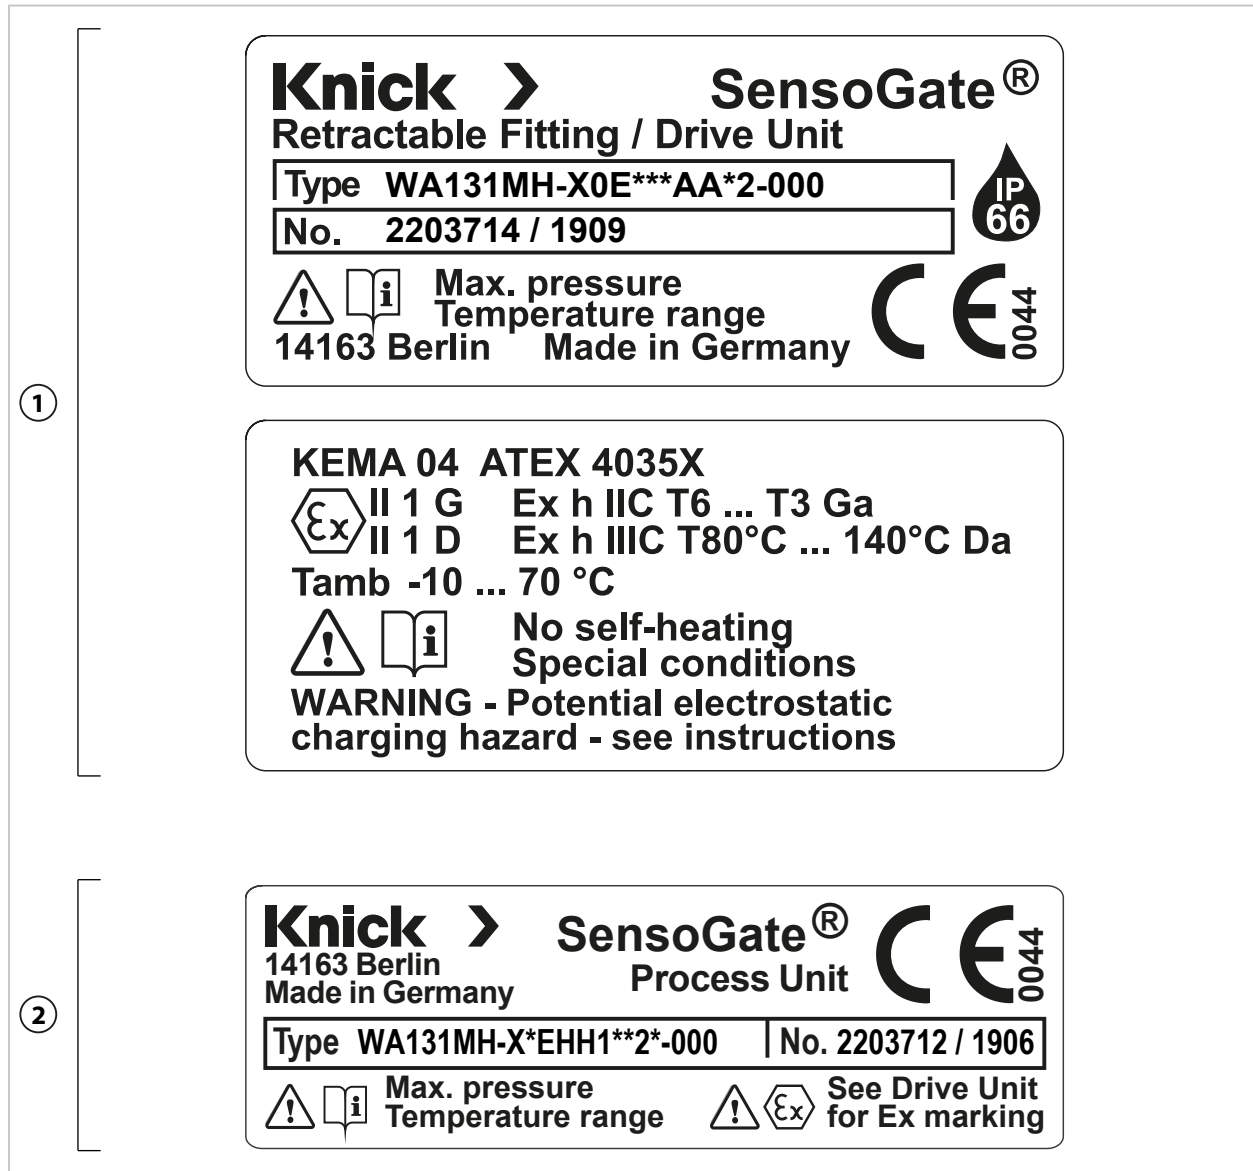 1
Knick > SensoGate®
Retractable Fitting / Drive Unit
Type WA131MH-X0E***AA*2-000
No. 2203714 / 1909
IP
66
Max. pressure
Temperature range
14163 Berlin Made in Germany
CE 0044
KEMA 04 ATEX 4035X
Ex II 1 G Ex h IIC T6 ... T3 Ga
II 1 D Ex h IIIC T80°C ... 140°C Da
Tamb -10 ... 70 °C
No self-heating
Special conditions
WARNING - Potential electrostatic
charging hazard - see instructions
2
Knick > SensoGate®
14163 Berlin
Made in Germany
Process Unit
CE 0044
Type WA131MH-X*EHH1**2*-000 No. 2203712 / 1906
Max. pressure
Temperature range
Ex See Drive Unit
for Ex marking